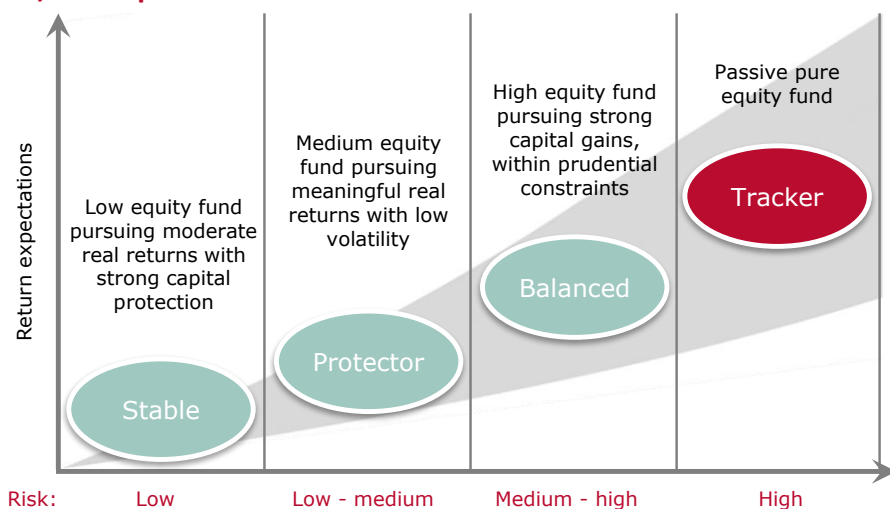 Return expectations
Low equity fund
pursuing moderate
real returns with
strong capital
protection
Stable
Medium equity
fund pursuing
meaningful real
returns with low
volatility
Protector
High equity fund
pursuing strong
capital gains,
within prudential
constraints
Balanced
Passive pure
equity fund
Tracker
Risk: Low Low - medium Medium - high High